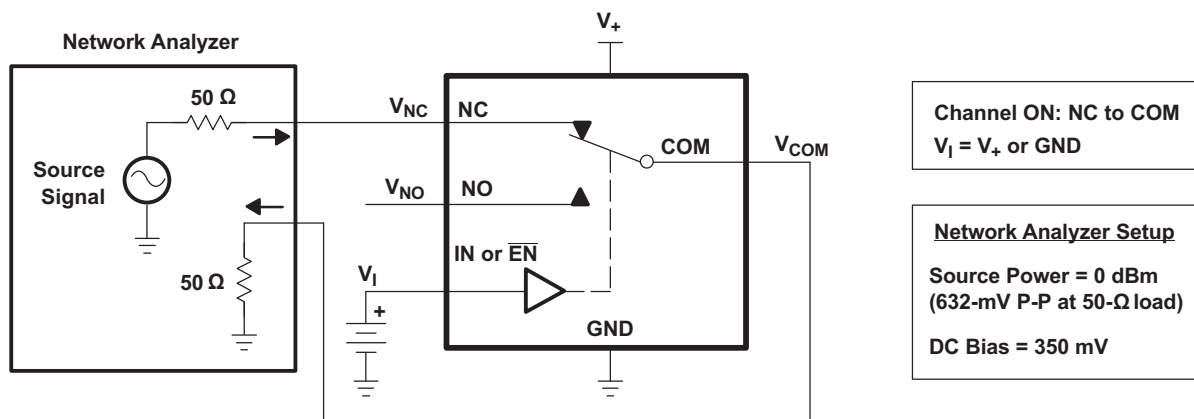 V+
Network Analyzer
50 Ω
VNC
NC
COM
VCOM
Source
Signal
VNO
NO
50 Ω
VI
IN or E̅N̅
+
GND
Channel ON: NC to COM
VI = V+ or GND
Network Analyzer Setup
Source Power = 0 dBm
(632-mV P-P at 50-Ω load)
DC Bias = 350 mV